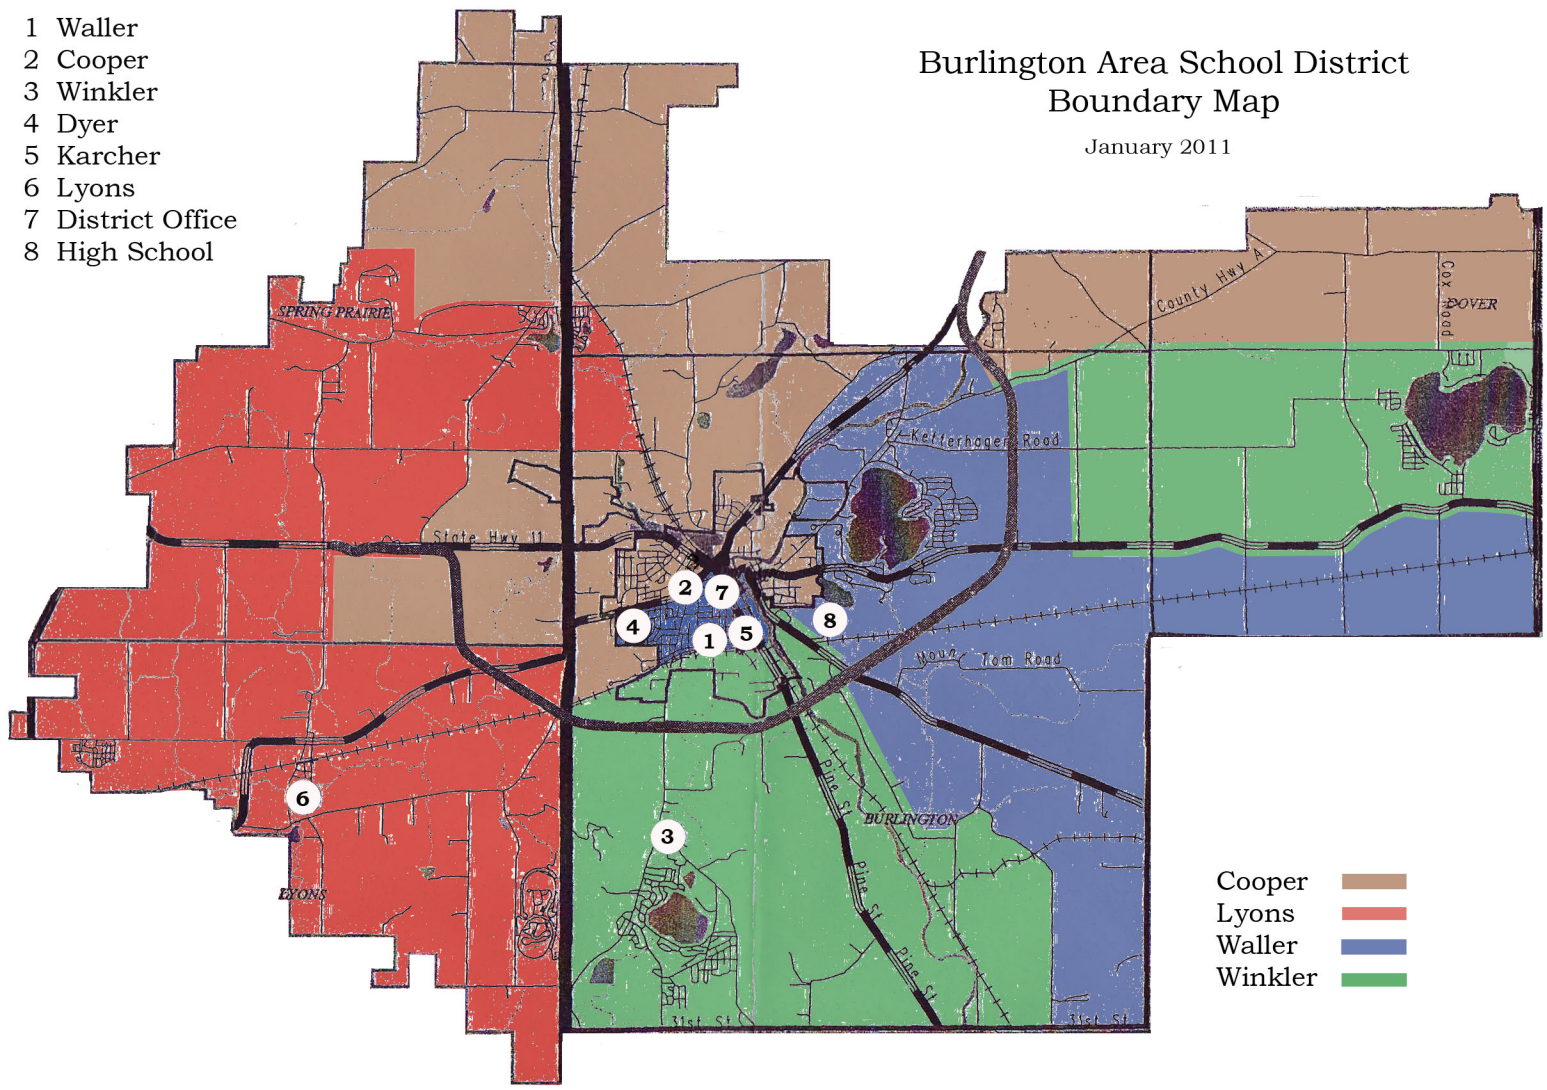 1 Waller
2 Cooper
3 Winkler
4 Dyer
5 Karcher
6 Lyons
7 District Office
8 High School
Burlington Area School District
Boundary Map
January 2011
County Hwy A
Cox Road
DOVER
SPRING PRAIRIE
Ketterhagen Road
State Hwy 11
2
7
4
1
5
8
Mount Tom Road
6
3
Pine St
BURLINGTON
Pine St
LYONS
Pine St
31st St
31st St
Cooper
Lyons
Waller
Winkler